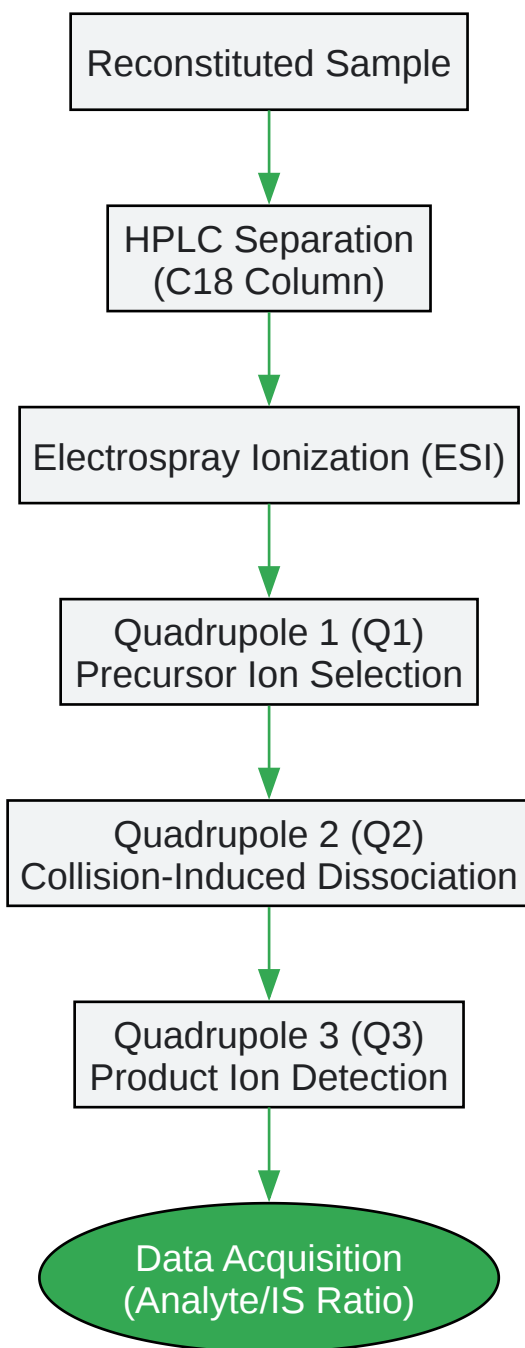 Reconstituted Sample
HPLC Separation
(C18 Column)
Electrospray Ionization (ESI)
Quadrupole 1 (Q1)
Precursor Ion Selection
Quadrupole 2 (Q2)
Collision-Induced Dissociation
Quadrupole 3 (Q3)
Product Ion Detection
Data Acquisition
(Analyte/IS Ratio)